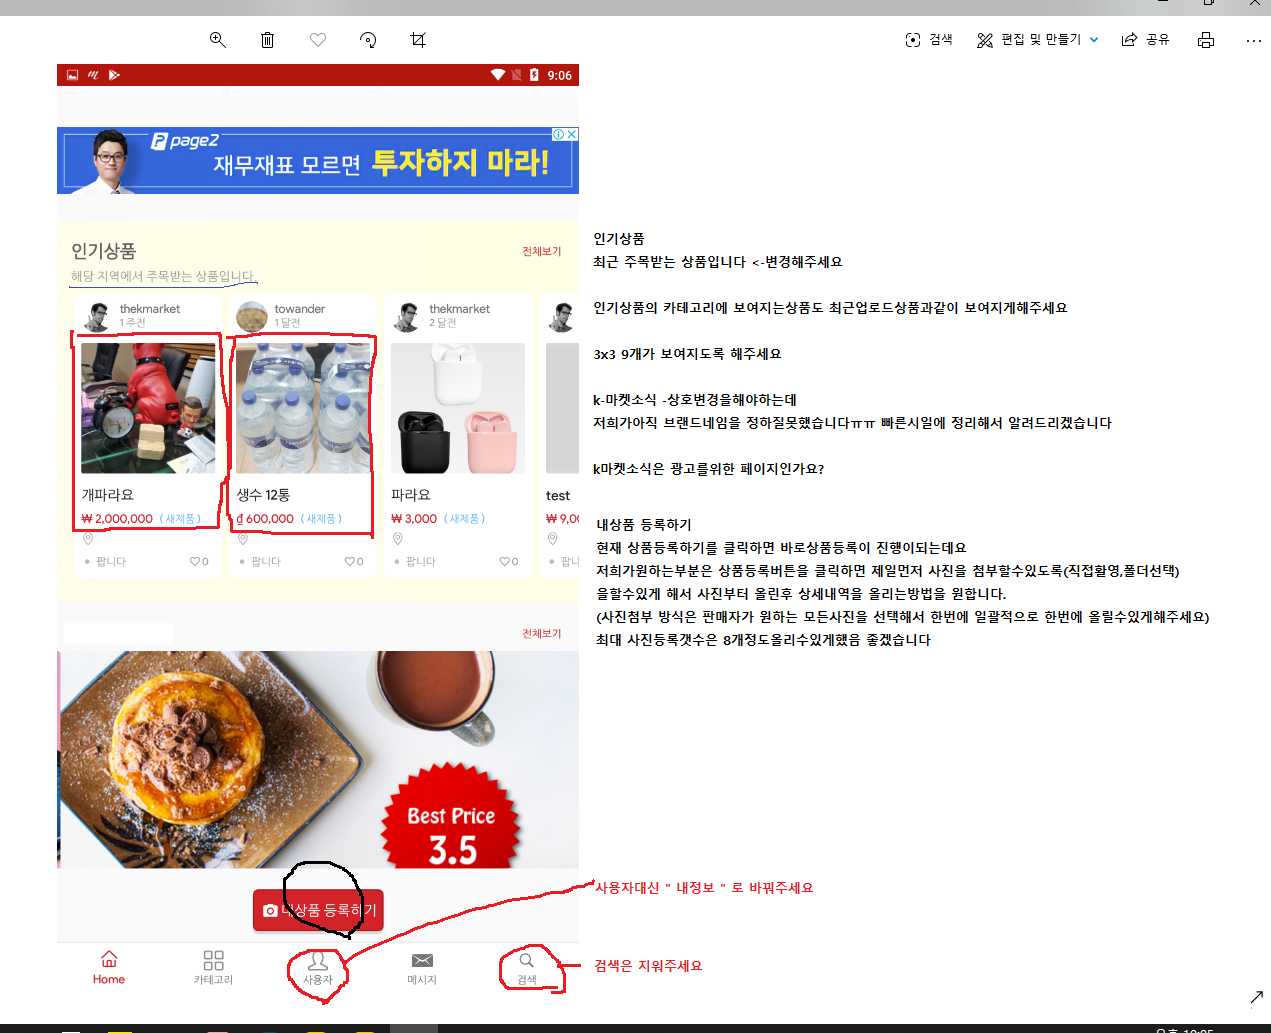 검색
편집 및 만들기
공유
9:06
page2
재무재표 모르면 투자하지 마라!
인기상품
전체보기
해당 지역에서 주목받는 상품입니다.
thekmarket
1 주전
towander
1 달전
thekmarket
2 달전
개파라요
₩ 2,000,000 ( 새제품 )
팝니다
0
생수 12통
₫ 600,000 ( 새제품 )
팝니다
0
파라요
₩ 3,000 ( 새제품 )
팝니다
0
test
₩ 9,00
팝니
전체보기
Best Price
3.5
내상품 등록하기
Home
카테고리
사용자
메시지
검색
인기상품
최근 주목받는 상품입니다 <-변경해주세요
인기상품의 카테고리에 보여지는상품도 최근업로드상품과같이 보여지게해주세요
3x3 9개가 보여지도록 해주세요
k-마켓소식 -상호변경을해야하는데
저희가아직 브랜드네임을 정하질못했습니다ㅠㅠ 빠른시일에 정리해서 알려드리겠습니다
k마켓소식은 광고를위한 페이지인가요?
내상품 등록하기
현재 상품등록하기를 클릭하면 바로상품등록이 진행이되는데요
저희가원하는부분은 상품등록버튼을 클릭하면 제일먼저 사진을 첨부할수있도록(직접촬영,폴더선택)
을할수있게 해서 사진부터 올린후 상세내역을 올리는방법을 원합니다.
(사진첨부 방식은 판매자가 원하는 모든사진을 선택해서 한번에 일괄적으로 한번에 올릴수있게해주세요)
최대 사진등록갯수은 8개정도올리수있게했음 좋겠습니다
사용자대신 " 내정보 " 로 바꿔주세요
검색은 지워주세요